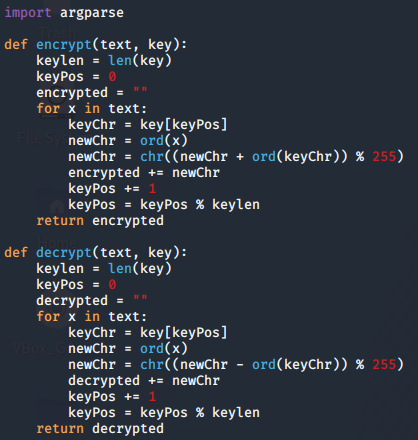 import argparse
def encrypt(text, key):
    keylen = len(key)
    keyPos = 0
    encrypted = ""
    for x in text:
        keyChr = key[keyPos]
        newChr = ord(x)
        newChr = chr((newChr + ord(keyChr)) % 255)
        encrypted += newChr
        keyPos += 1
        keyPos = keyPos % keylen
    return encrypted
def decrypt(text, key):
    keylen = len(key)
    keyPos = 0
    decrypted = ""
    for x in text:
        keyChr = key[keyPos]
        newChr = ord(x)
        newChr = chr((newChr - ord(keyChr)) % 255)
        decrypted += newChr
        keyPos += 1
        keyPos = keyPos % keylen
    return decrypted